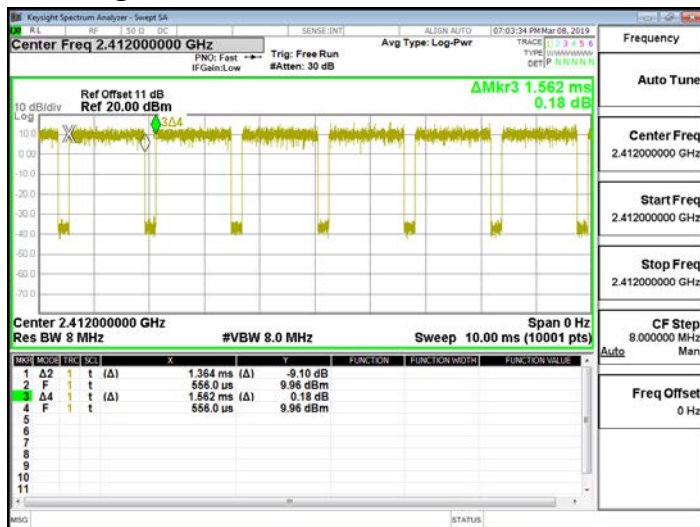 Keysight Spectrum Analyzer - Swept SA
RL RF 50 Ω DC SENSE:INT ALIGN AUTO 07:03:34 PM Mar 08, 2019
Center Freq 2.412000000 GHz
PNO: Fast
IFGain:Low
Trig: Free Run
#Atten: 30 dB
Avg Type: Log-Pwr
TRACE 1 2 3 4 5 6
TYPE WWWWWW
DET P N N N N N
Ref Offset 11 dB
10 dB/div Ref 20.00 dBm
ΔMkr3 1.562 ms
0.18 dB
Log
3Δ4
X
10.0
0.00
-10.0
-20.0
-30.0
-40.0
-50.0
-60.0
-70.0
Center 2.412000000 GHz Span 0 Hz
Res BW 8 MHz #VBW 8.0 MHz Sweep 10.00 ms (10001 pts)
MKR MODE TRC SCL X Y FUNCTION FUNCTION WIDTH FUNCTION VALUE
1 Δ2 1 t (Δ) 1.364 ms (Δ) -9.10 dB
2 F 1 t 556.0 µs 9.96 dBm
3 Δ4 1 t (Δ) 1.562 ms (Δ) 0.18 dB
4 F 1 t 556.0 µs 9.96 dBm
5
6
7
8
9
10
11
MSG STATUS
Frequency
Auto Tune
Center Freq
2.412000000 GHz
Start Freq
2.412000000 GHz
Stop Freq
2.412000000 GHz
CF Step
8.000000 MHz
Auto Man
Freq Offset
0 Hz